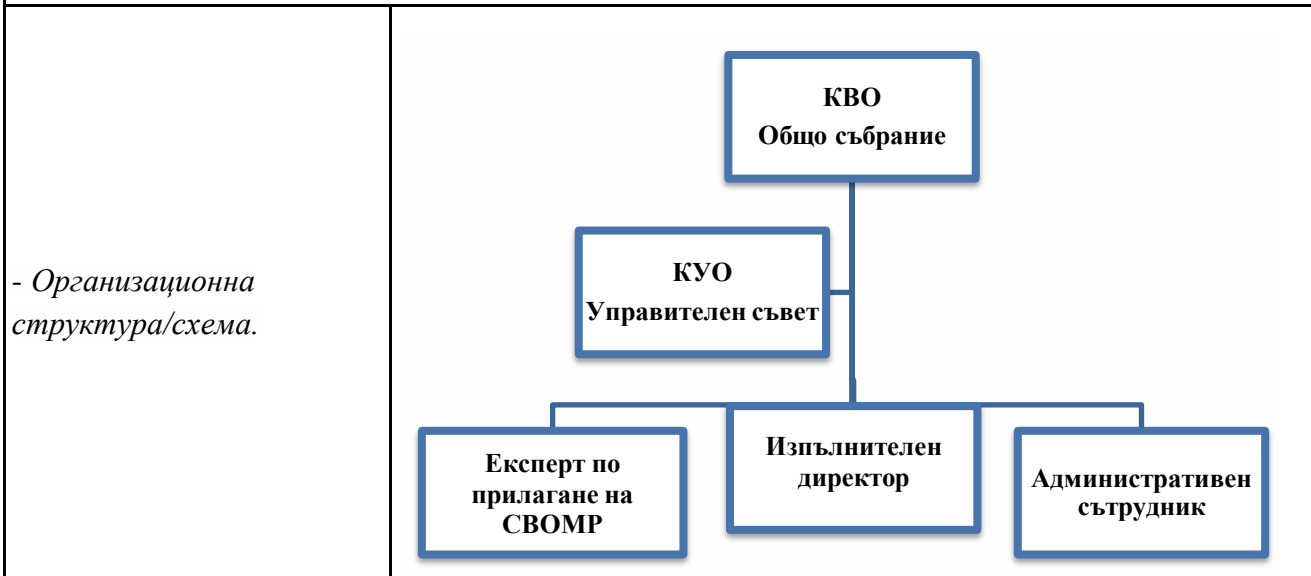 - Организационна
структура/схема.
КВО
Общо събрание
КУО
Управителен съвет
Експерт по
прилагане на
СВОМР
Изпълнителен
директор
Административен
сътрудник